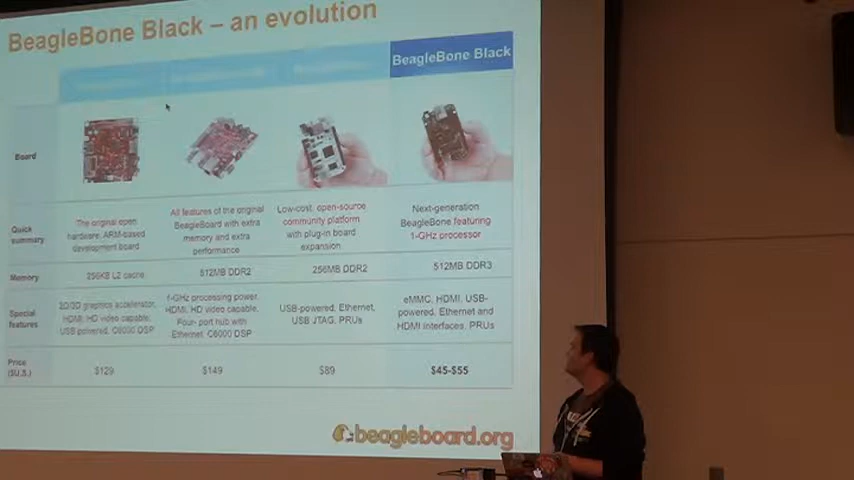 BeagleBone Black – an evolution
BeagleBone Black
Board
Quick
summary
The original open
hardware, ARM-based
development board
All features of the original
BeagleBoard with extra
memory and extra
performance
Low-cost, open-source
community platform
with plug-in board
expansion
Next-generation
BeagleBone featuring
1-GHz processor
Memory
256KB L2 cache
512MB DDR2
256MB DDR2
512MB DDR3
Special
features
2D/3D graphics accelerator,
HDMI, HD video capable,
USB powered, C6000 DSP
1-GHz processing power,
HDMI, HD video capable,
Four- port hub with
Ethernet, C6000 DSP
USB-powered, Ethernet,
USB JTAG, PRUs
eMMC, HDMI, USB-
powered, Ethernet and
HDMI interfaces, PRUs
Price
($U.S.)
$129
$149
$89
$45-$55
beagleboard.org